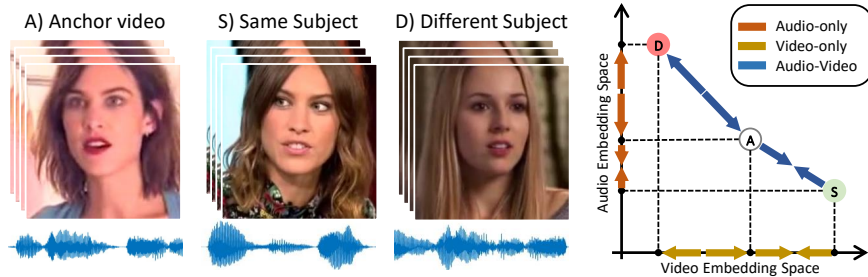 A) Anchor video
S) Same Subject
D) Different Subject
Audio Embedding Space
D
A
S
Audio-only
Video-only
Audio-Video
Video Embedding Space